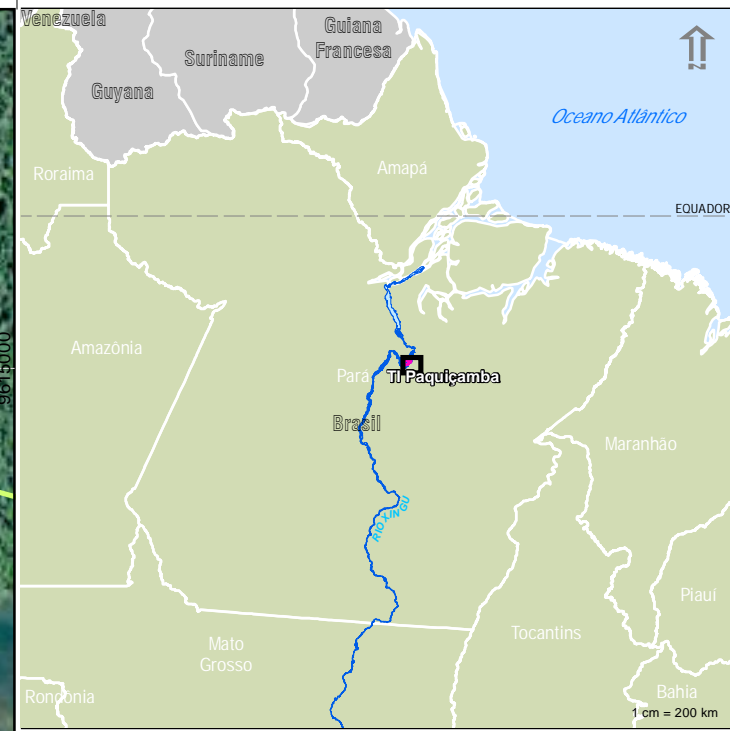 Venezuela
Guiana
Francesa
Suriname
Guyana
N
Oceano Atlântico
Roraima
Amapá
EQUADOR
9615000
Amazônia
Pará
TI Paquiçamba
Brasil
Maranhão
RIO XINGU
Piauí
Tocantins
Mato
Grosso
Rondônia
Bahia
1 cm = 200 km